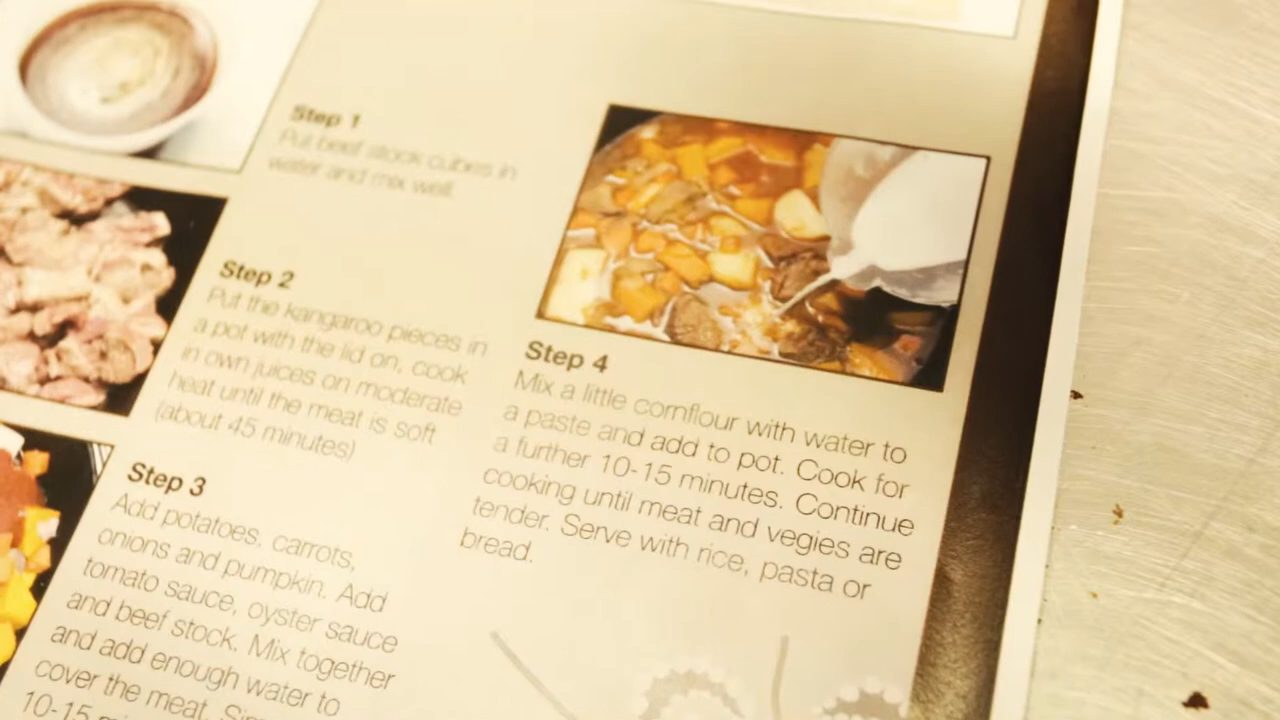 Step 1
Put beef stock cubes in
water and mix well.
Step 2
Put the kangaroo pieces in
a pot with the lid on, cook
in own juices on moderate
heat until the meat is soft
(about 45 minutes)
Step 3
Add potatoes, carrots,
onions and pumpkin. Add
tomato sauce, oyster sauce
and beef stock. Mix together
and add enough water to
cover the meat.
10-15
Step 4
Mix a little cornflour with water to
a paste and add to pot. Cook for
a further 10-15 minutes. Continue
cooking until meat and vegies are
tender. Serve with rice, pasta or
bread.